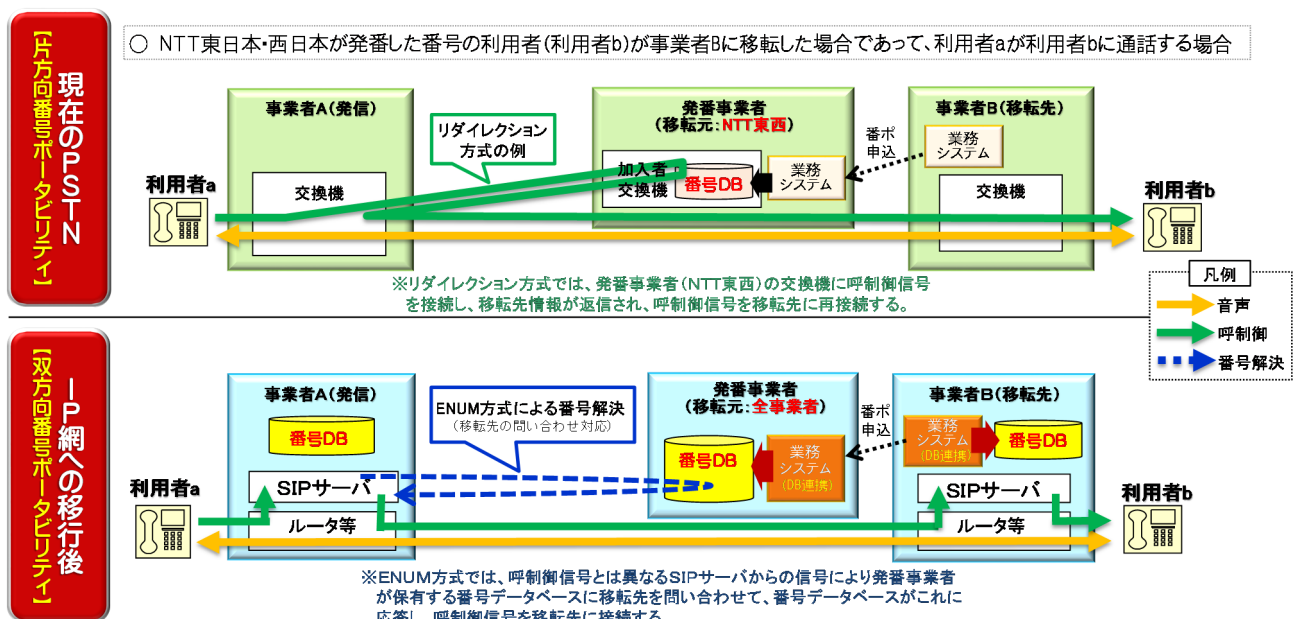 現在のPSTN
【片方向番号ポータビリティ】
○ NTT東日本・西日本が発番した番号の利用者(利用者b)が事業者Bに移転した場合であって、利用者aが利用者bに通話する場合
事業者A(発信)
リダイレクション
方式の例
発番事業者
(移転元:NTT東西)
番ポ
申込
事業者B(移転先)
業務
システム
加入者
交換機
番号DB
業務
システム
利用者a
交換機
交換機
利用者b
※リダイレクション方式では、発番事業者(NTT東西)の交換機に呼制御信号
を接続し、移転先情報が返信され、呼制御信号を移転先に再接続する。
凡例
音声
呼制御
番号解決
IP網への移行後
【双方向番号ポータビリティ】
事業者A(発信)
番号DB
ENUM方式による番号解決
(移転先の問い合わせ対応)
発番事業者
(移転元:全事業者)
番号DB
業務
システム
(DB連携)
番ポ
申込
事業者B(移転先)
業務
システム
(DB連携)
番号DB
利用者a
SIPサーバ
ルータ等
SIPサーバ
ルータ等
利用者b
※ENUM方式では、呼制御信号とは異なるSIPサーバからの信号により発番事業者
が保有する番号データベースに移転先を問い合わせて、番号データベースがこれに
応答し、呼制御信号を移転先に接続する。